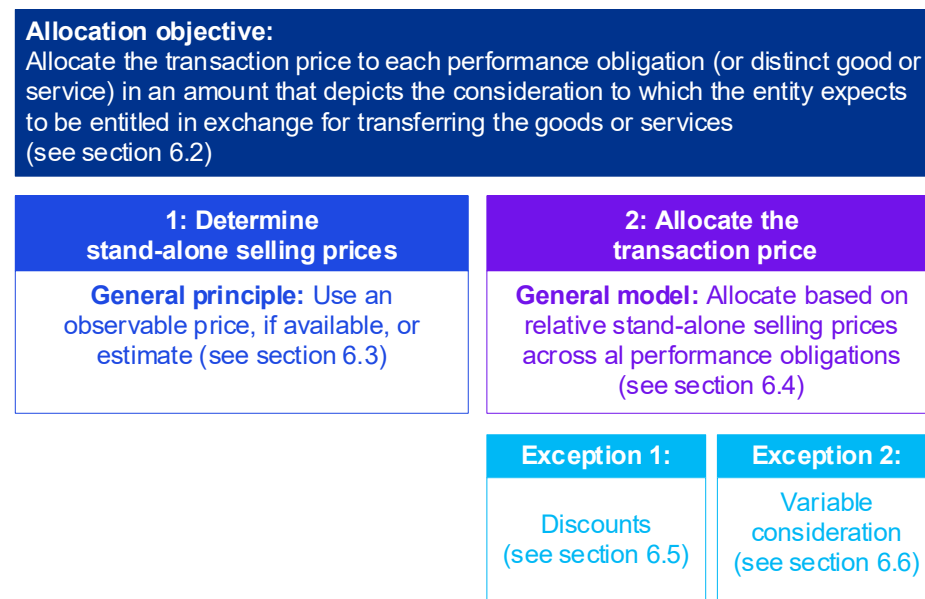 Allocation objective:
Allocate the transaction price to each performance obligation (or distinct good or
service) in an amount that depicts the consideration to which the entity expects
to be entitled in exchange for transferring the goods or services
(see section 6.2)
1: Determine
stand-alone selling prices
General principle: Use an
observable price, if available, or
estimate (see section 6.3)
2: Allocate the
transaction price
General model: Allocate based on
relative stand-alone selling prices
across al performance obligations
(see section 6.4)
Exception 1:
Discounts
(see section 6.5)
Exception 2:
Variable
consideration
(see section 6.6)